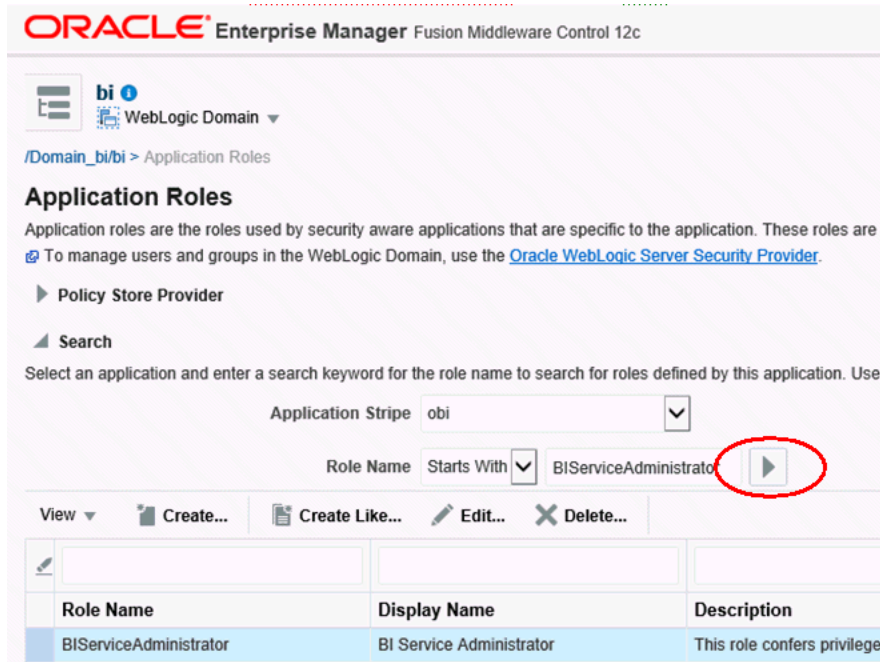 ORACLE® Enterprise Manager Fusion Middleware Control 12c
bi
WebLogic Domain
/Domain_bi/bi > Application Roles
Application Roles
Application roles are the roles used by security aware applications that are specific to the application. These roles are
To manage users and groups in the WebLogic Domain, use the Oracle WebLogic Server Security Provider.
Policy Store Provider
Search
Select an application and enter a search keyword for the role name to search for roles defined by this application. Use
Application Stripe obi
Role Name Starts With BIServiceAdministrator
View Create... Create Like... Edit... Delete...
Role Name Display Name Description
BIServiceAdministrator BI Service Administrator This role confers privilege